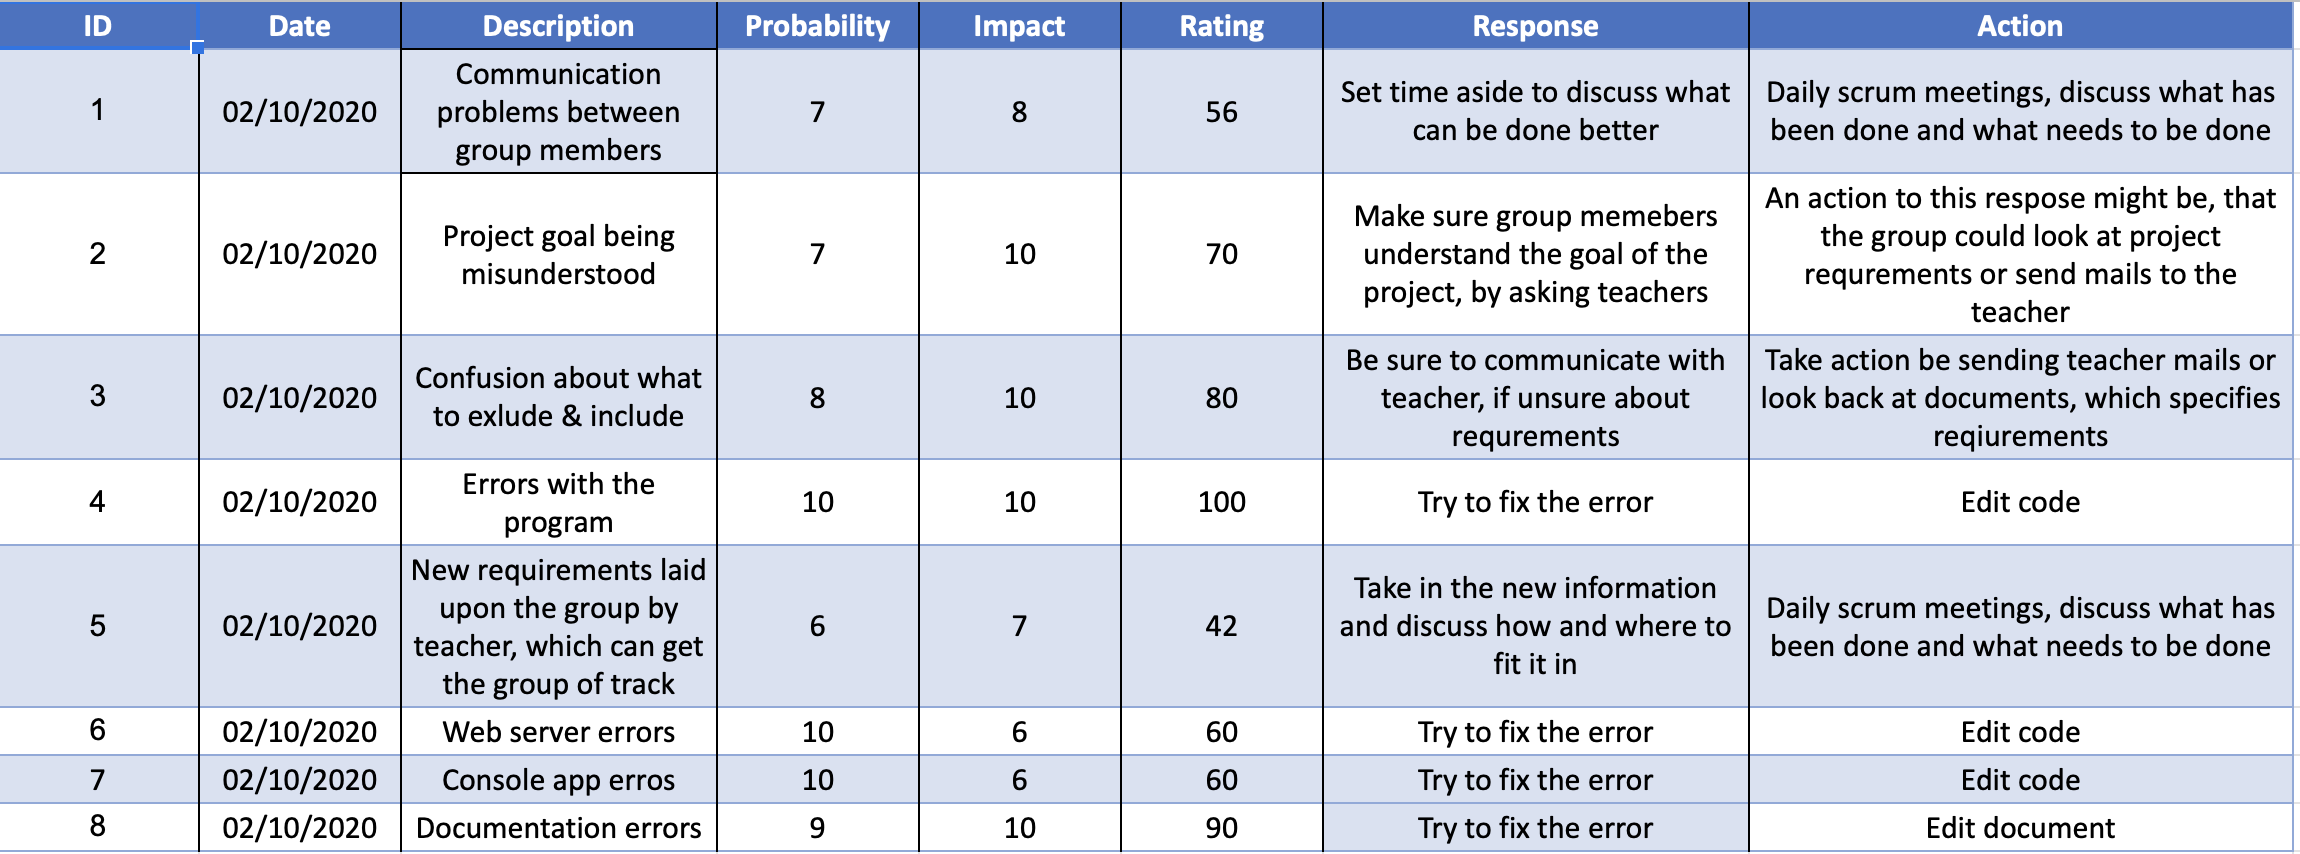 ID Date Description Probability Impact Rating Response Action
1 02/10/2020 Communication problems between group members 7 8 56 Set time aside to discuss what can be done better Daily scrum meetings, discuss what has been done and what needs to be done
2 02/10/2020 Project goal being misunderstood 7 10 70 Make sure group memebers understand the goal of the project, by asking teachers An action to this respose might be, that the group could look at project requrements or send mails to the teacher
3 02/10/2020 Confusion about what to exlude & include 8 10 80 Be sure to communicate with teacher, if unsure about requrements Take action be sending teacher mails or look back at documents, which specifies reqiurements
4 02/10/2020 Errors with the program 10 10 100 Try to fix the error Edit code
5 02/10/2020 New requirements laid upon the group by teacher, which can get the group of track 6 7 42 Take in the new information and discuss how and where to fit it in Daily scrum meetings, discuss what has been done and what needs to be done
6 02/10/2020 Web server errors 10 6 60 Try to fix the error Edit code
7 02/10/2020 Console app erros 10 6 60 Try to fix the error Edit code
8 02/10/2020 Documentation errors 9 10 90 Try to fix the error Edit document